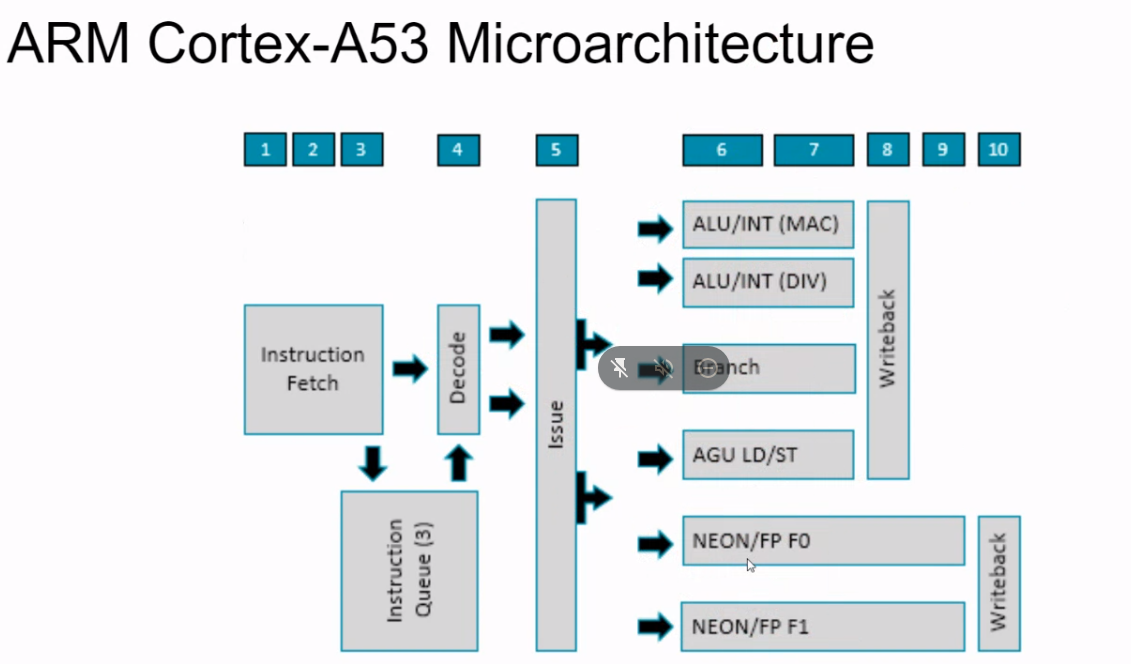 ARM Cortex-A53 Microarchitecture
1 2 3 4 5 6 7 8 9 10
ALU/INT (MAC)
ALU/INT (DIV)
Instruction
Fetch
Decode
Issue
Branch
AGU LD/ST
Writeback
Instruction
Queue (3)
NEON/FP F0
NEON/FP F1
Writeback